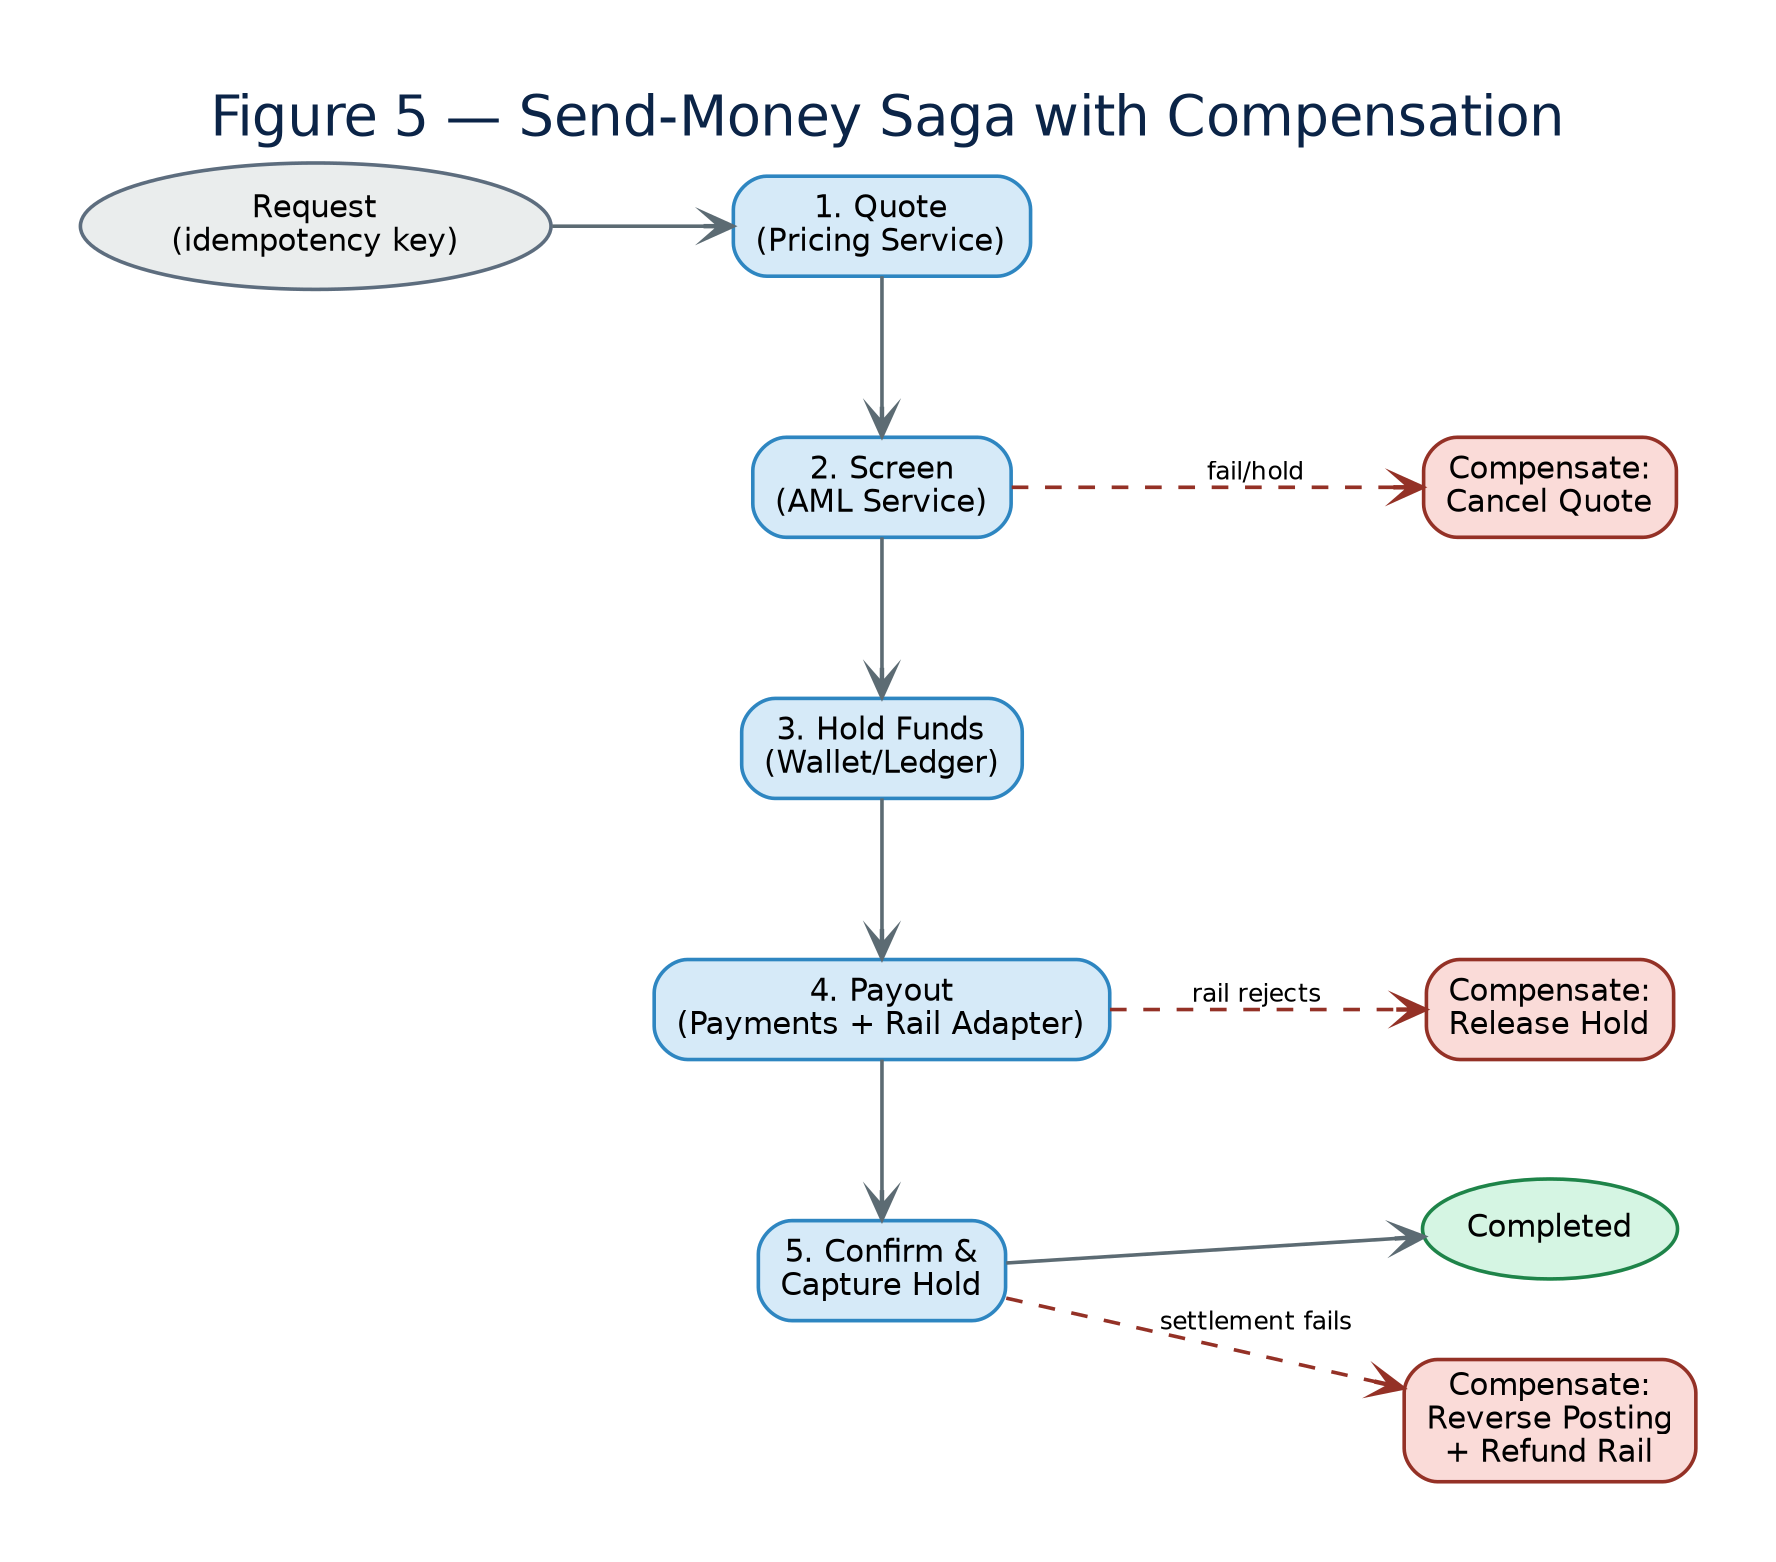 Figure 5 — Send-Money Saga with Compensation
Request
(idempotency key)
1. Quote
(Pricing Service)
2. Screen
(AML Service)
fail/hold
Compensate:
Cancel Quote
3. Hold Funds
(Wallet/Ledger)
4. Payout
(Payments + Rail Adapter)
rail rejects
Compensate:
Release Hold
5. Confirm &
Capture Hold
Completed
settlement fails
Compensate:
Reverse Posting
+ Refund Rail